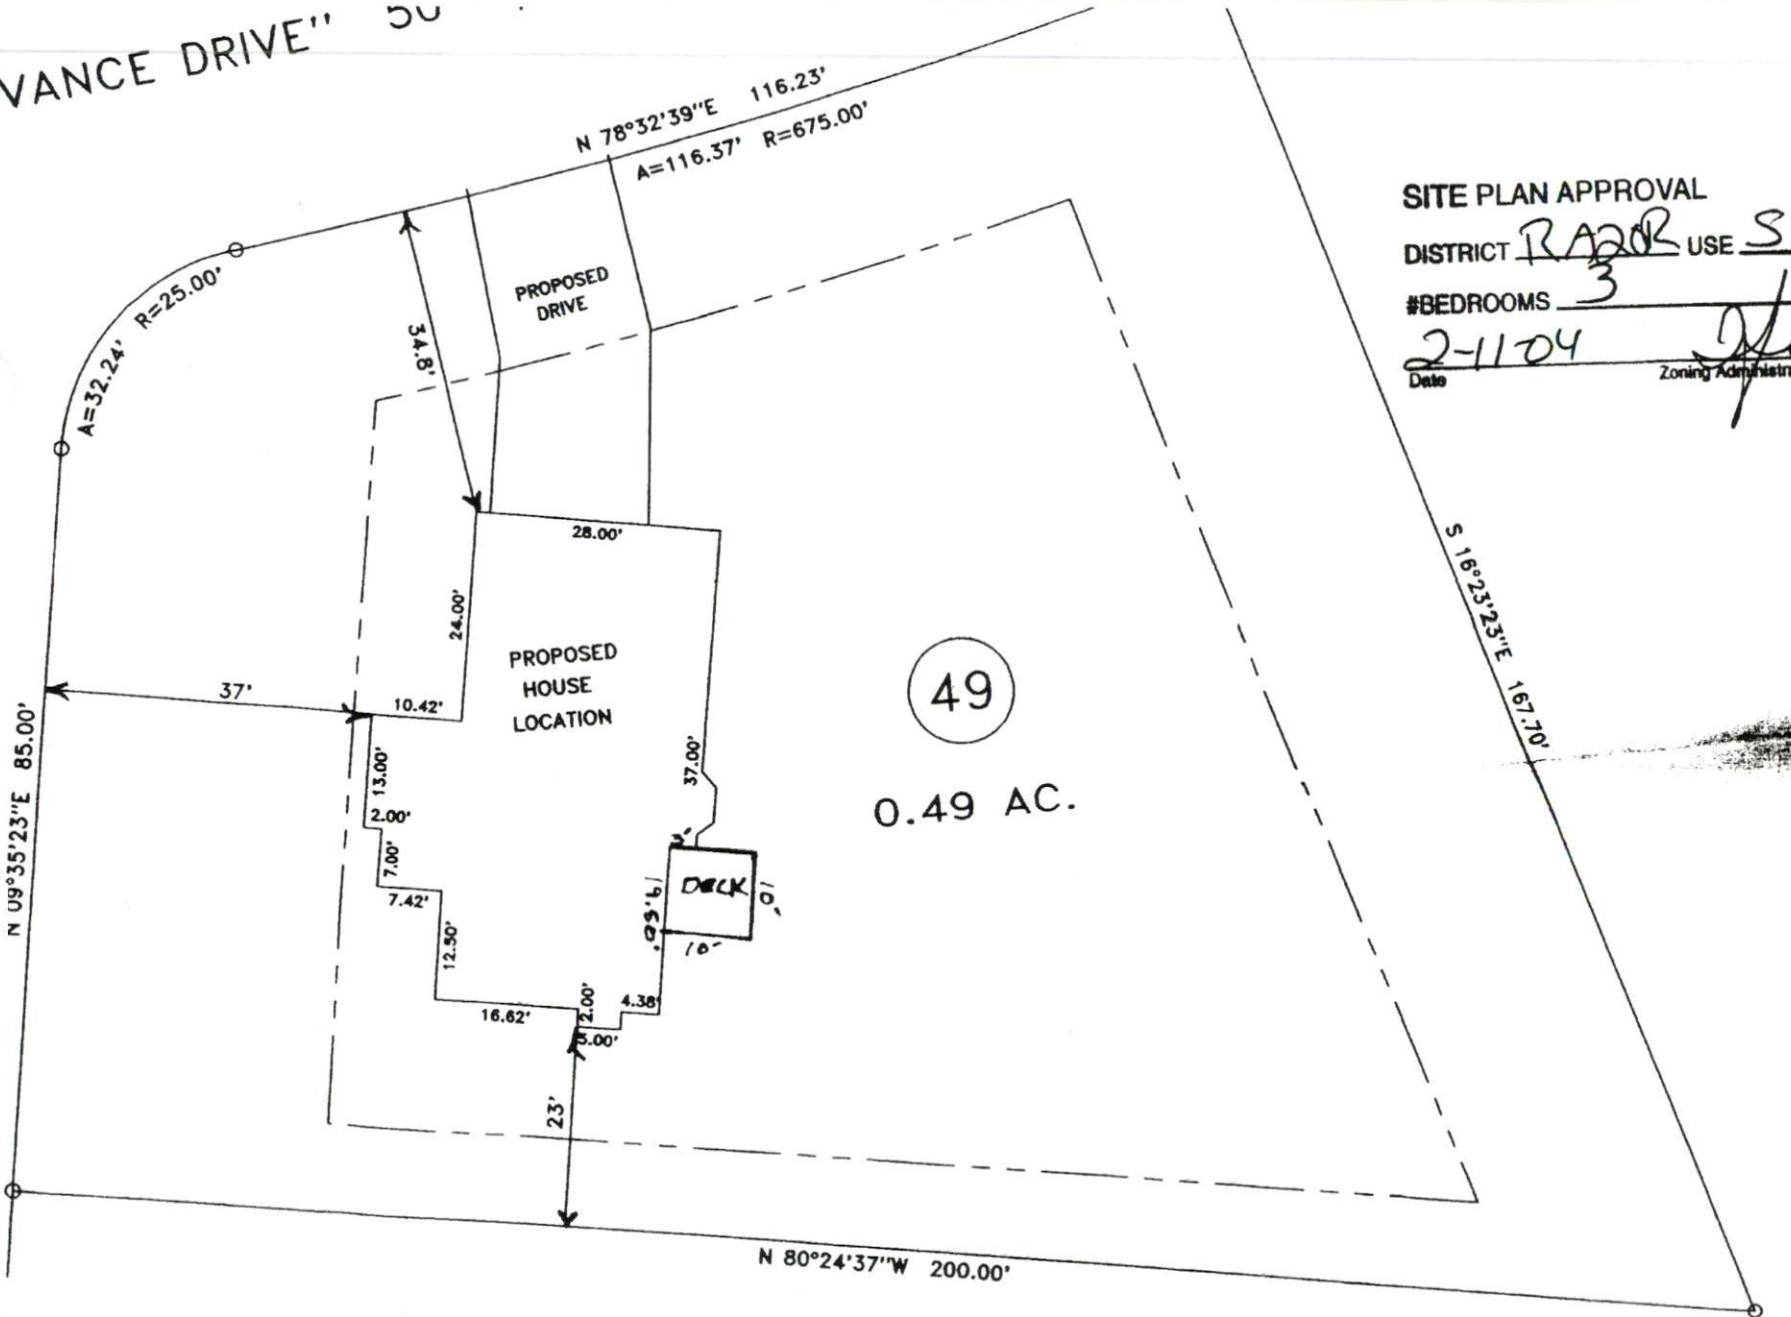 VANCE DRIVE" 50
N 78°32'39"E 116.23'
A=116.37' R=675.00'
SITE PLAN APPROVAL
DISTRICT RA20R USE S
#BEDROOMS 3
2-11-04
Date
Zoning Administr
A=32.24' R=25.00'
PROPOSED
DRIVE
34.8'
28.00'
24.00'
PROPOSED
HOUSE
LOCATION
37'
10.42'
13.00'
2.00'
7.00'
7.42'
12.50'
16.62'
2.00'
5.00'
4.38'
37.00'
DECK
10'
10'
19.50'
23'
49
0.49 AC.
S 16°23'23"E 167.70'
N 09°35'23"E 85.00'
N 80°24'37"W 200.00'